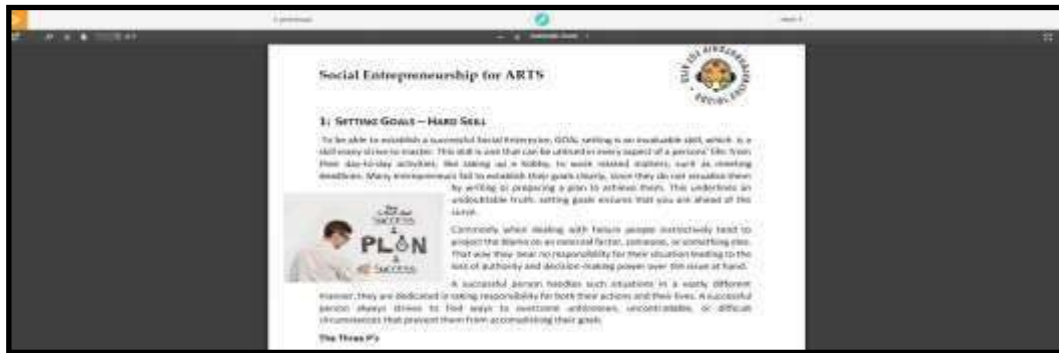 Social Entrepreneurship for ARTS
SOCIAL ENTREPRENEURSHIP FOR
1: SETTING GOALS – HARD SKILL
To be able to establish a successful Social Enterprise, GOAL setting is an invaluable skill, which is a
skill many strive to master. This skill is one that can be utilised in every aspect of a persons' life; from
their day-to-day activities, like taking up a hobby, to work related matters, such as meeting
deadlines. Many entrepreneurs fail to establish their goals clearly, since they do not visualise them
by writing or preparing a plan to achieve them. This underlines an
undoubtable truth, setting goals ensures that you are ahead of the
curve.
SUCCESS
PLAN
SUCCESS
Commonly when dealing with failure people instinctively tend to
project the blame on an external factor, someone, or something else.
That way they bear no responsibility for their situation leading to the
loss of authority and decision-making power over the issue at hand.
A successful person handles such situations in a vastly different
manner, they are dedicated in taking responsibility for both their actions and their lives. A successful
person always strives to find ways to overcome unforeseen, uncontrollable, or difficult
circumstances that prevent them from accomplishing their goals.
The Three P's